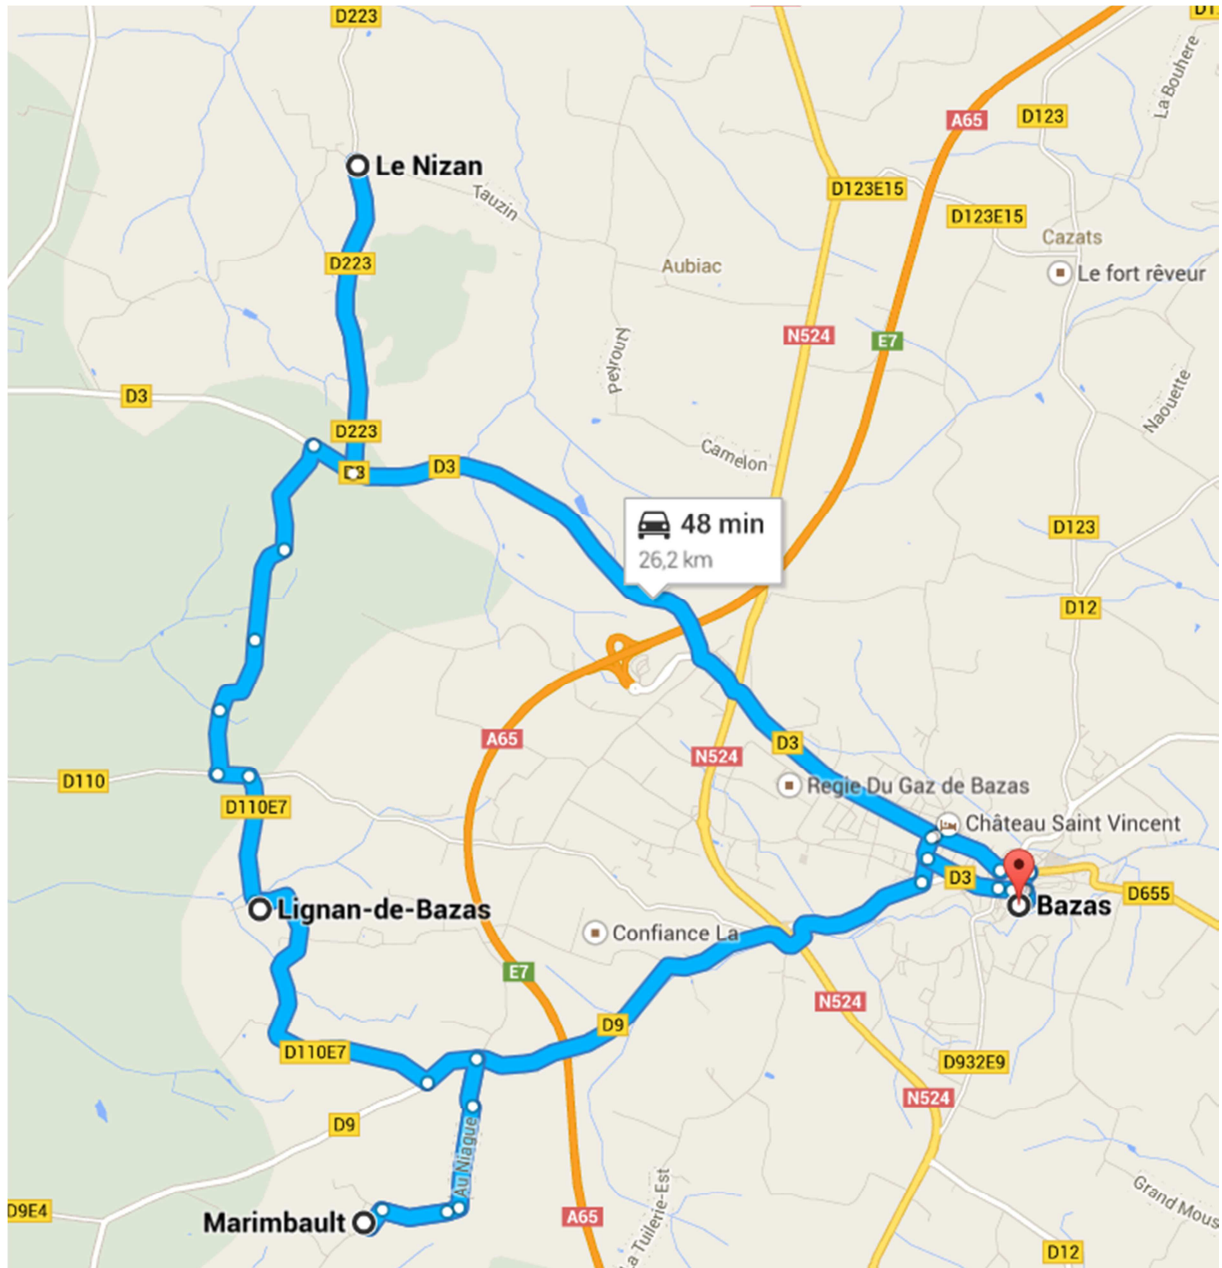 D223
La Bouhere
A65
D123
Le Nizan
D123E15
Tauzin
D123E15
Cazats
D223
Aubiac
Le fort rêveur
N524
E7
Peyroury
D3
Naouette
D223
Camelon
D3
D3
48 min
26,2 km
D123
D12
A65
N524
D3
D110
Regie Du Gaz de Bazas
D110E7
Château Saint Vincent
D3
D655
Lignan-de-Bazas
Bazas
Confiance La
E7
N524
D9
D110E7
D932E9
N524
D9
Au Niague
D9E4
Marimbault
A65
La Tuilerie-Est
Grand Mous
D12